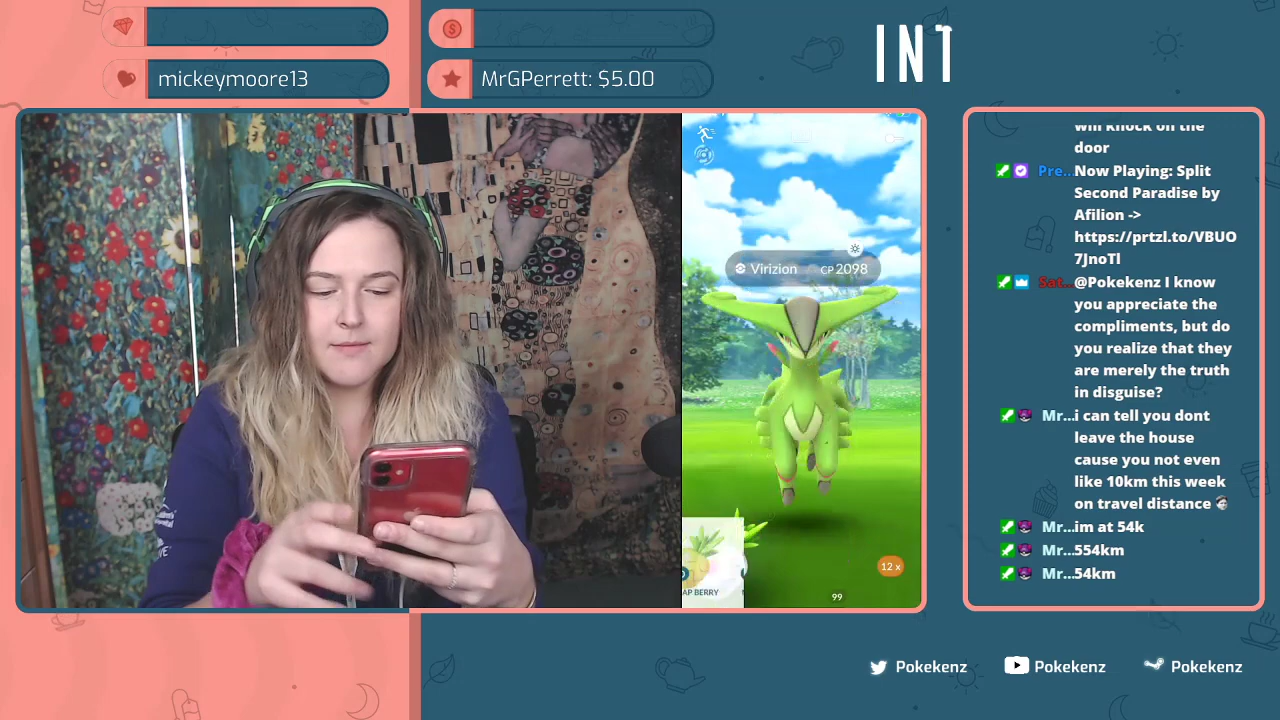 mickeymoore13
MrGPerrett: $5.00
INT
Virizion CP2098
AP BERRY
12 x
99
will knock on the
door
Pre... Now Playing: Split
Second Paradise by
Afilion ->
https://prtzl.to/VBUO
7JnoTl
Sat... @Pokekenz I know
you appreciate the
compliments, but do
you realize that they
are merely the truth
in disguise?
Mr... i can tell you dont
leave the house
cause you not even
like 10km this week
on travel distance
Mr... im at 54k
Mr... 554km
Mr... 54km
Pokekenz Pokekenz Pokekenz